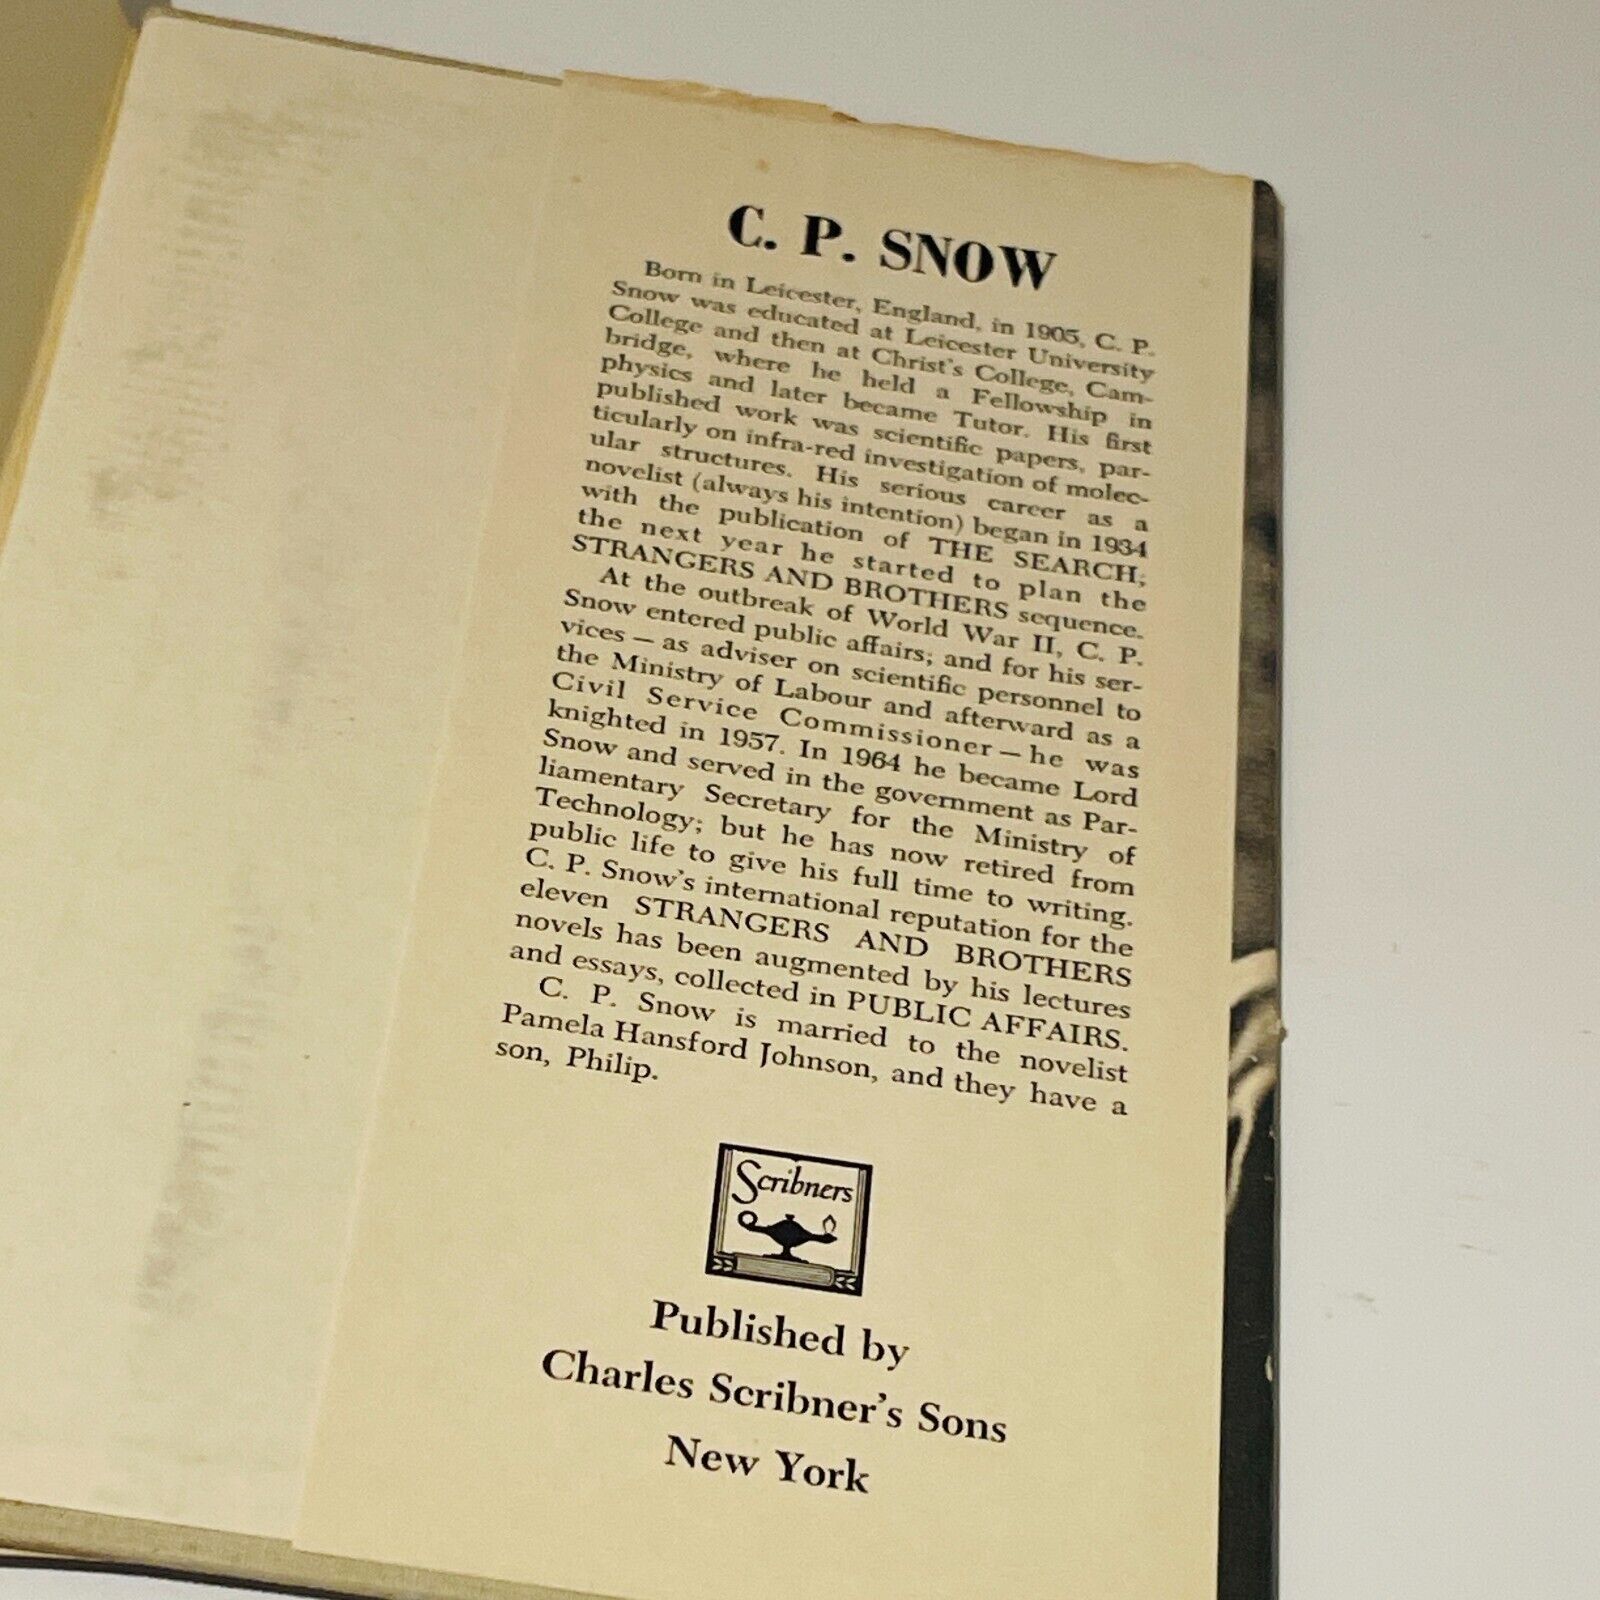 C. P. SNOW
Born in Leicester, England, in 1905, C. P.
Snow was educated at Leicester University
College and then at Christ's College, Cam-
bridge, where he held a Fellowship in
physics and later became Tutor. His first
published work was scientific papers, par-
ticularly on infra-red investigation of molec-
ular structures. His serious career as a
novelist (always his intention) began in 1934
with the publication of THE SEARCH;
the next year he started to plan the
STRANGERS AND BROTHERS sequence.
At the outbreak of World War II, C. P.
Snow entered public affairs; and for his ser-
vices — as adviser on scientific personnel to
the Ministry of Labour and afterward as a
Civil Service Commissioner — he was
knighted in 1957. In 1964 he became Lord
Snow and served in the government as Par-
liamentary Secretary for the Ministry of
Technology; but he has now retired from
public life to give his full time to writing.
C. P. Snow's international reputation for the
eleven STRANGERS AND BROTHERS
novels has been augmented by his lectures
and essays, collected in PUBLIC AFFAIRS.
C. P. Snow is married to the novelist
Pamela Hansford Johnson, and they have a
son, Philip.
Scribners
Published by
Charles Scribner's Sons
New York